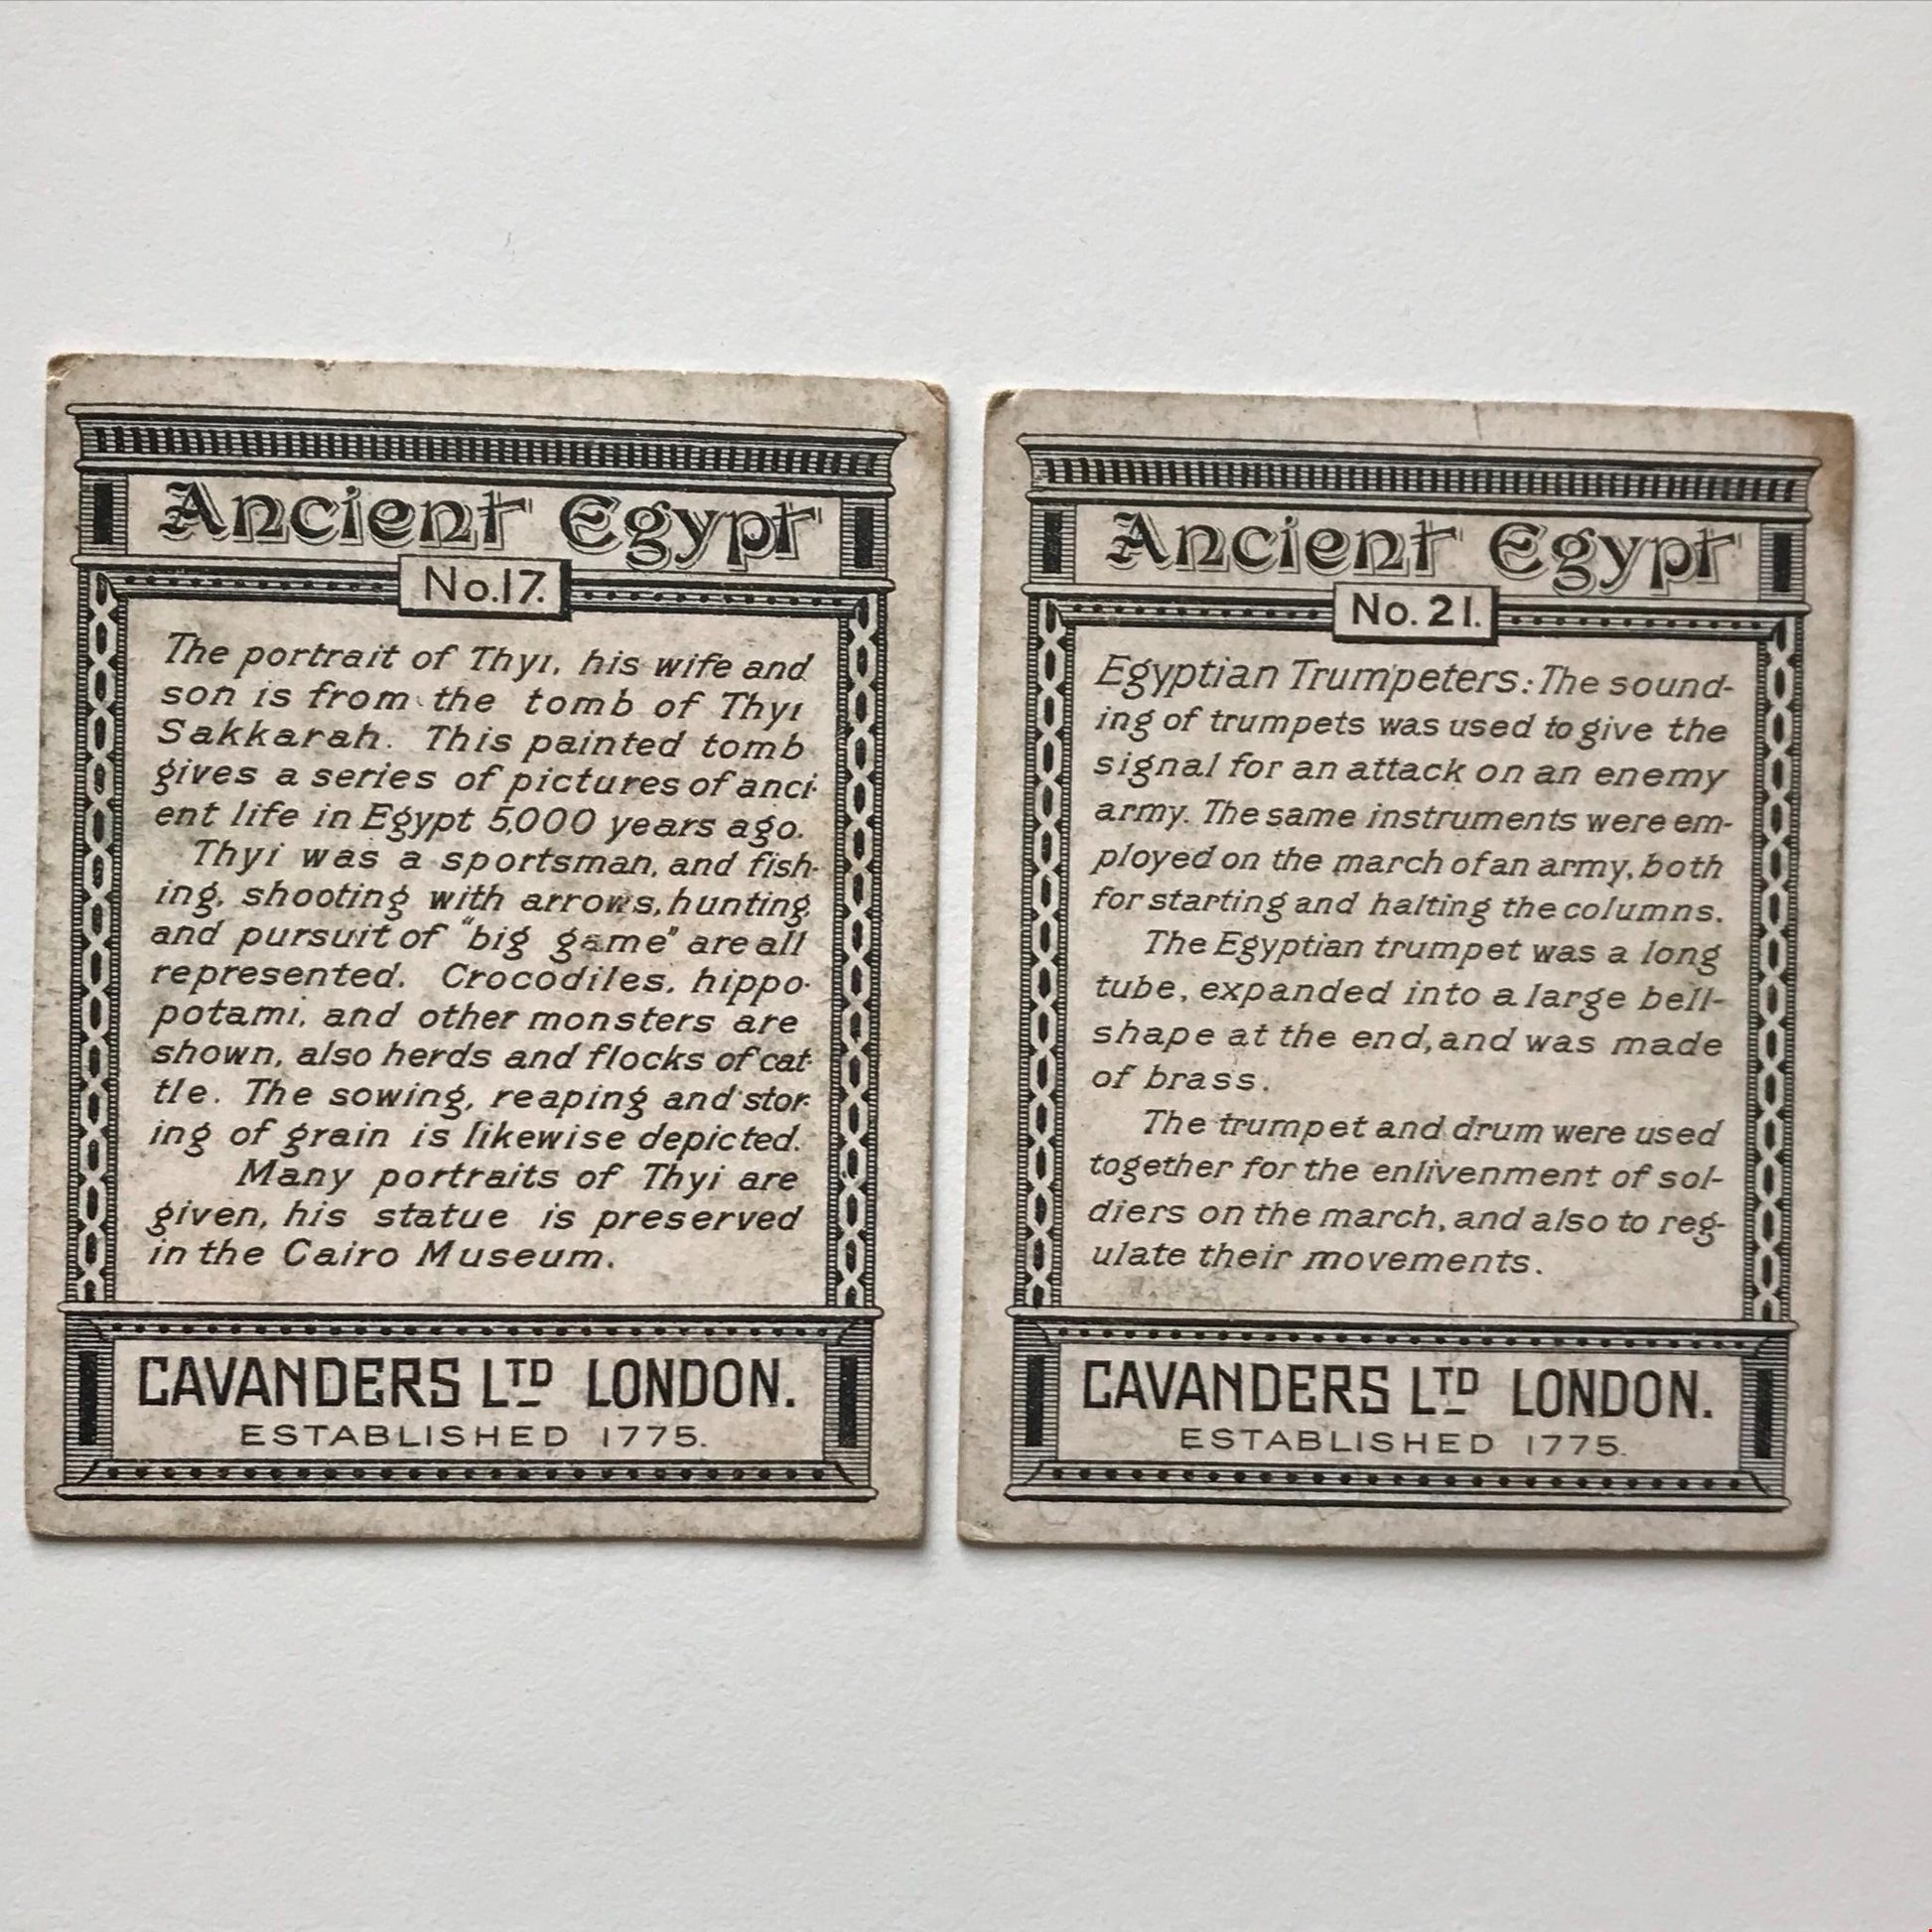 Ancient Egypt
No.17.
The portrait of Thyi, his wife and
son is from the tomb of Thyi
Sakkarah. This painted tomb
gives a series of pictures of anci-
ent life in Egypt 5,000 years ago.
Thyi was a sportsman, and fish-
ing, shooting with arrows, hunting,
and pursuit of "big game" are all
represented. Crocodiles, hippo-
potami, and other monsters are
shown, also herds and flocks of cat-
tle. The sowing, reaping and stor-
ing of grain is likewise depicted.
Many portraits of Thyi are
given, his statue is preserved
in the Cairo Museum.
CAVANDERS LTD LONDON.
ESTABLISHED 1775.
Ancient Egypt
No. 21.
Egyptian Trumpeters: The sound-
ing of trumpets was used to give the
signal for an attack on an enemy
army. The same instruments were em-
ployed on the march of an army, both
for starting and halting the columns.
The Egyptian trumpet was a long
tube, expanded into a large bell-
shape at the end, and was made
of brass.
The trumpet and drum were used
together for the enlivenment of sol-
diers on the march, and also to reg-
ulate their movements.
CAVANDERS LTD LONDON.
ESTABLISHED 1775.